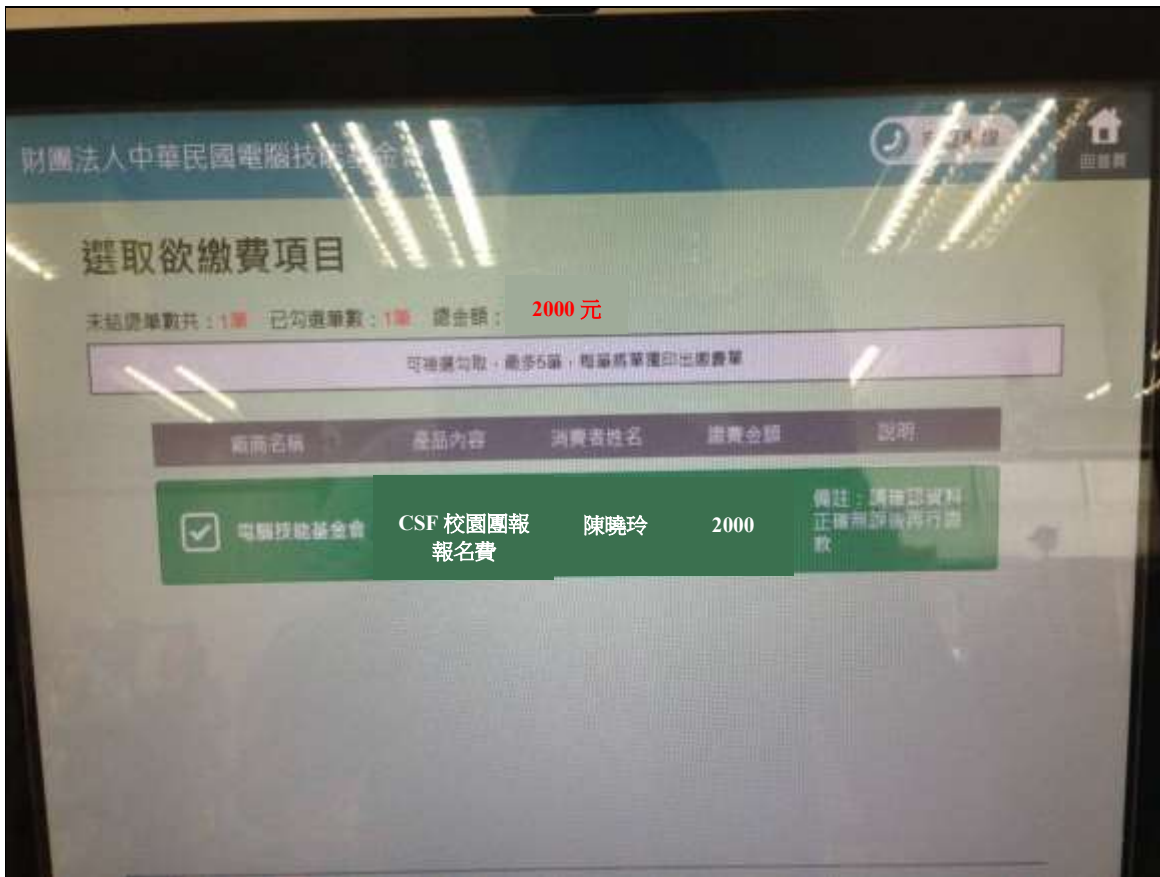 財團法人中華民國電腦技能基金會
回首頁
選取欲繳費項目
未結單數共：1筆 已勾選單數：1筆 總金額： 2000 元
可複選勾取，最多5筆，每筆將單獨印出繳費單
廠商名稱 產品內容 消費者姓名 繳費金額 說明
電腦技能基金會
CSF 校園團報
報名費
陳曉玲
2000
備註：請確認資料
正確無誤後再行繳
款